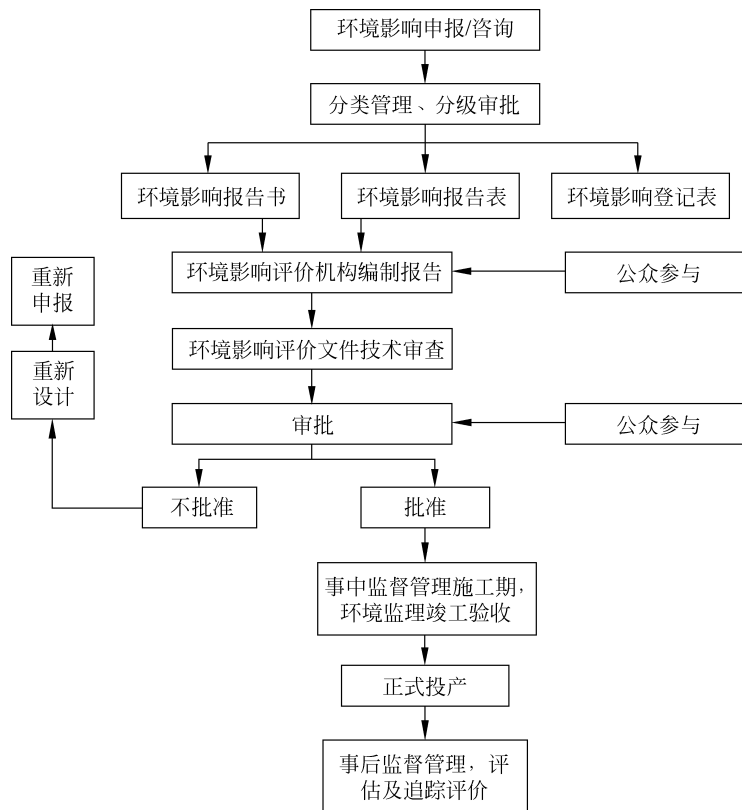 环境影响申报/咨询
分类管理、分级审批
环境影响报告书
环境影响报告表
环境影响登记表
环境影响评价机构编制报告
公众参与
重新
申报
环境影响评价文件技术审查
重新
设计
审批
公众参与
不批准
批准
事中监督管理施工期,
环境监理竣工验收
正式投产
事后监督管理，评
估及追踪评价